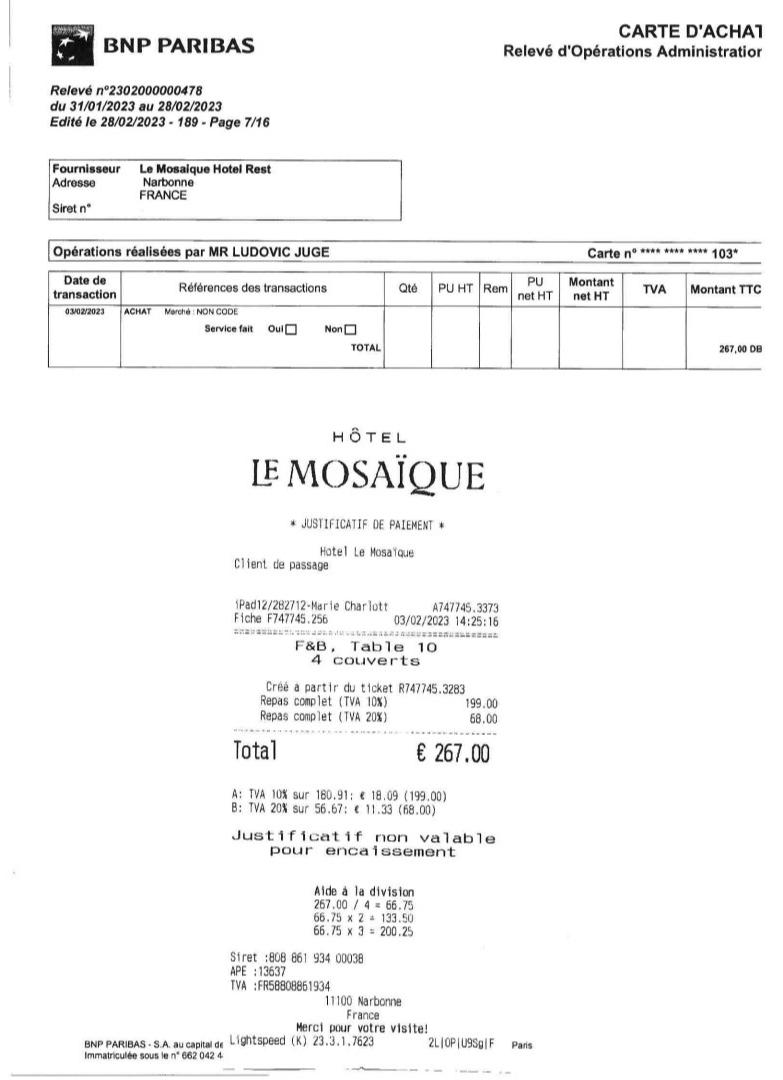 BNP PARIBAS
CARTE D'ACHAT
Relevé d'Opérations Administration
Relevé n°2302000000478
du 31/01/2023 au 28/02/2023
Edité le 28/02/2023 - 189 - Page 7/16
Fournisseur Le Mosaique Hotel Rest
Adresse Narbonne
FRANCE
Siret n°
Opérations réalisées par MR LUDOVIC JUGE Carte n° **** **** **** 103*
Date de transaction Références des transactions Qté PU HT Rem PU net HT Montant net HT TVA Montant TTC
03/02/2023 ACHAT Marché : NON CODE
Service fait Oui Non
TOTAL 267,00 DB
HÔTEL
LE MOSAÏQUE
* JUSTIFICATIF DE PAIEMENT *
Hotel Le Mosaïque
Client de passage
iPad12/282712-Marie Charlott A747745.3373
Fiche F747745.256 03/02/2023 14:25:16
F&B, Table 10
4 couverts
Créé à partir du ticket R747745.3283
Repas complet (TVA 10%) 199.00
Repas complet (TVA 20%) 68.00
Total € 267.00
A: TVA 10% sur 180.91: € 18.09 (199.00)
B: TVA 20% sur 56.67: € 11.33 (68.00)
Justificatif non valable
pour encaissement
Aide à la division
267.00 / 4 = 66.75
66.75 x 2 = 133.50
66.75 x 3 = 200.25
Siret :808 861 934 00038
APE :13637
TVA :FR58808861934
11100 Narbonne
France
Merci pour votre visite!
Lightspeed (K) 23.3.1.7623 2L|OP|U9Sg|F
BNP PARIBAS - S.A. au capital de Paris
Immatriculée sous le n° 662 042 4